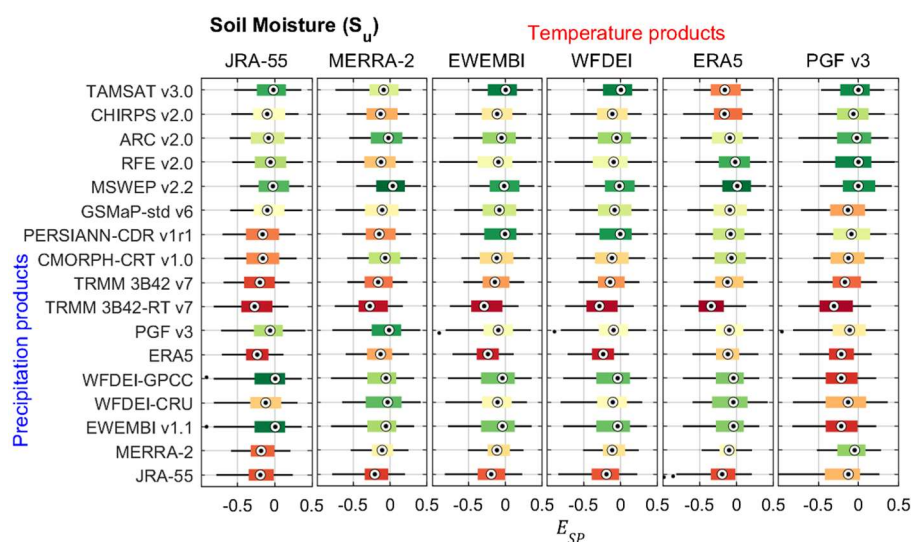 Soil Moisture (Su)
Temperature products
JRA-55 MERRA-2 EWEMBI WFDEI ERA5 PGF v3
Precipitation products
TAMSAT v3.0
CHIRPS v2.0
ARC v2.0
RFE v2.0
MSWEP v2.2
GSMaP-std v6
PERSIANN-CDR v1r1
CMORPH-CRT v1.0
TRMM 3B42 v7
TRMM 3B42-RT v7
PGF v3
ERA5
WFDEI-GPCC
WFDEI-CRU
EWEMBI v1.1
MERRA-2
JRA-55
-0.5 0 0.5 -0.5 0 0.5 -0.5 0 0.5 -0.5 0 0.5 -0.5 0 0.5 -0.5 0 0.5
ESP